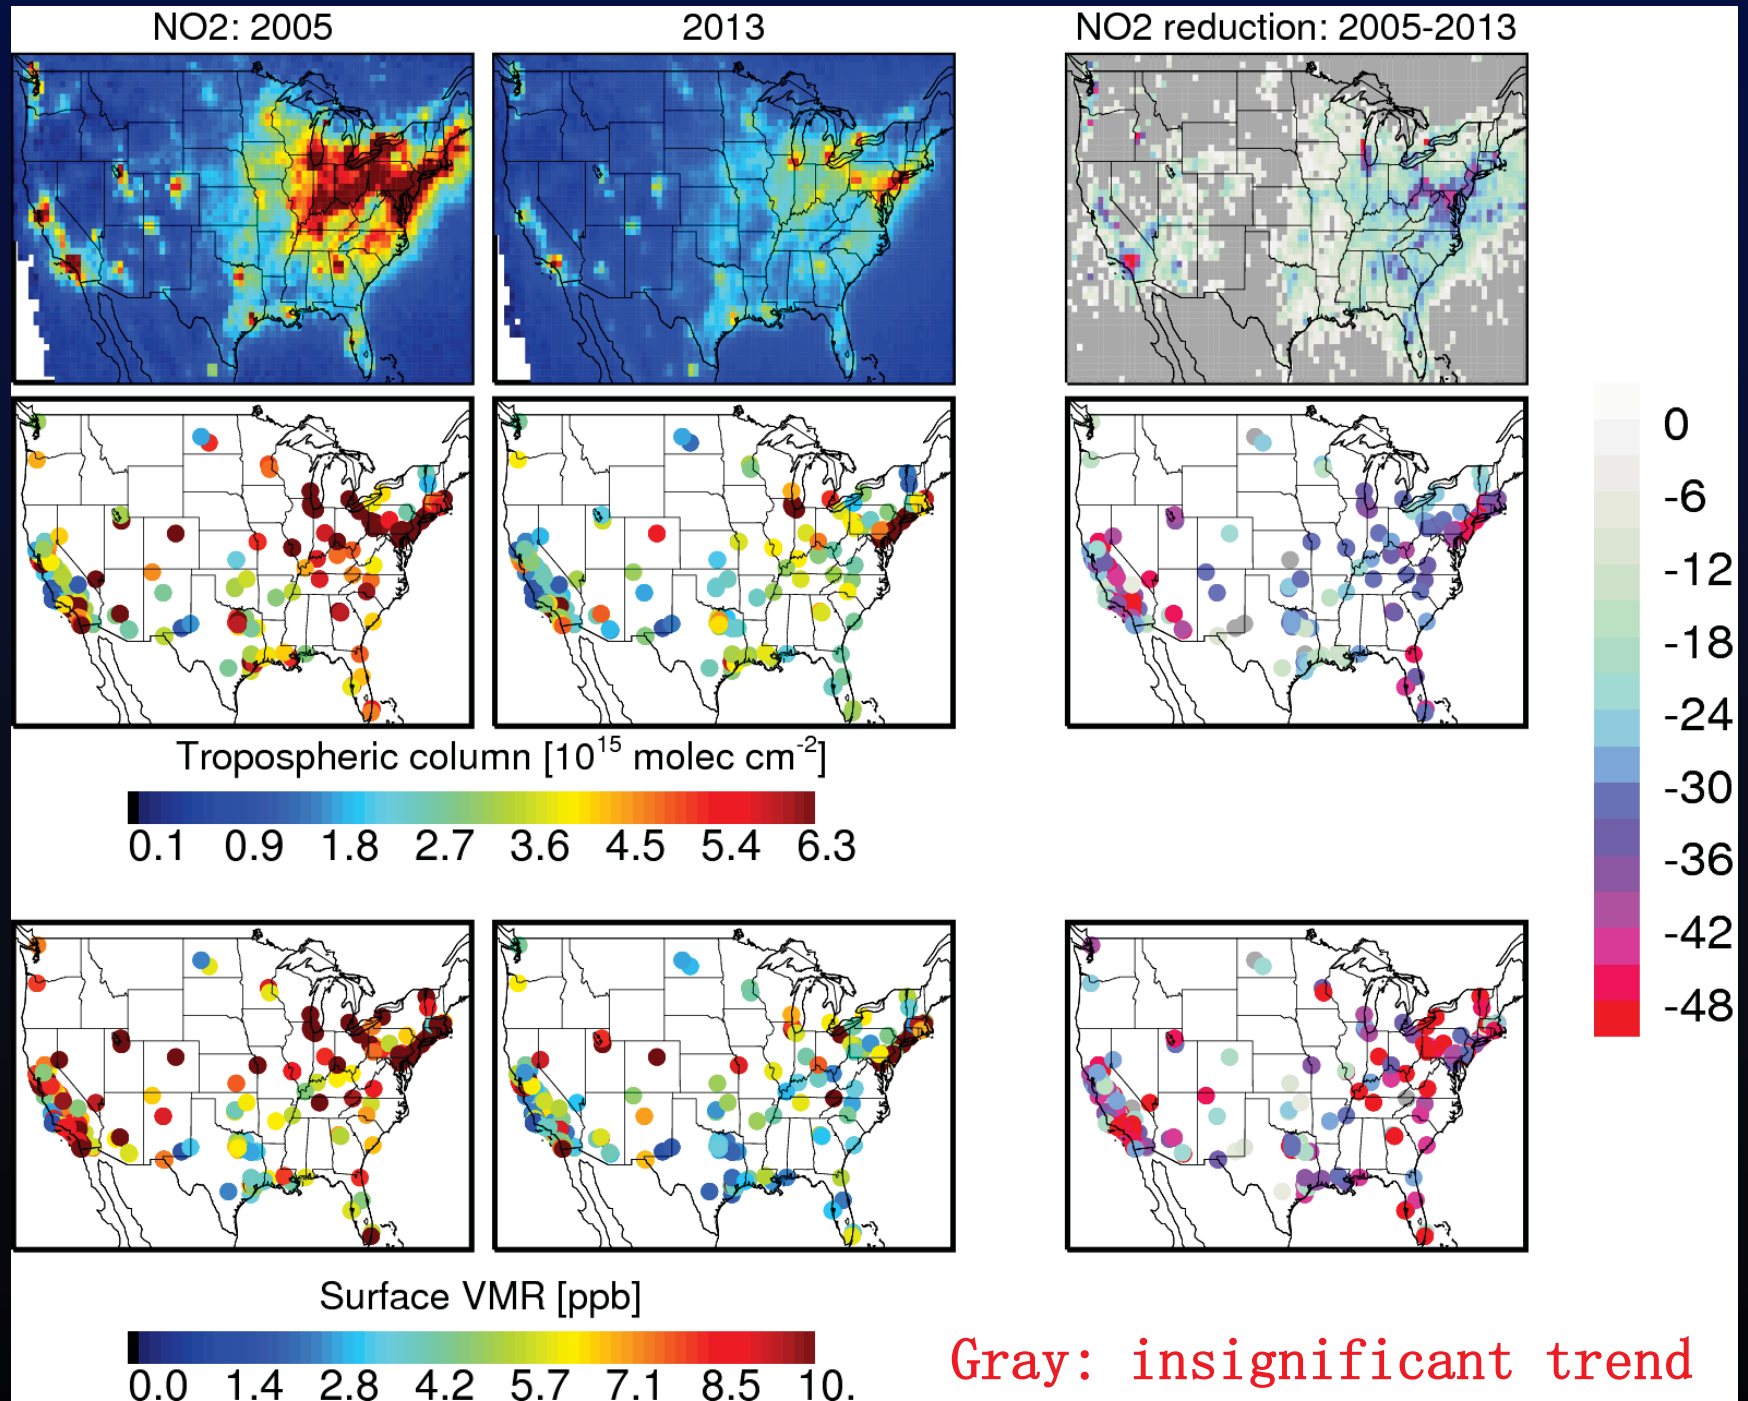 NO2: 2005
2013
NO2 reduction: 2005-2013
0
-6
-12
-18
-24
-30
-36
-42
-48
Tropospheric column [10^15 molec cm^-2]
0.1 0.9 1.8 2.7 3.6 4.5 5.4 6.3
Surface VMR [ppb]
0.0 1.4 2.8 4.2 5.7 7.1 8.5 10.
Gray: insignificant trend